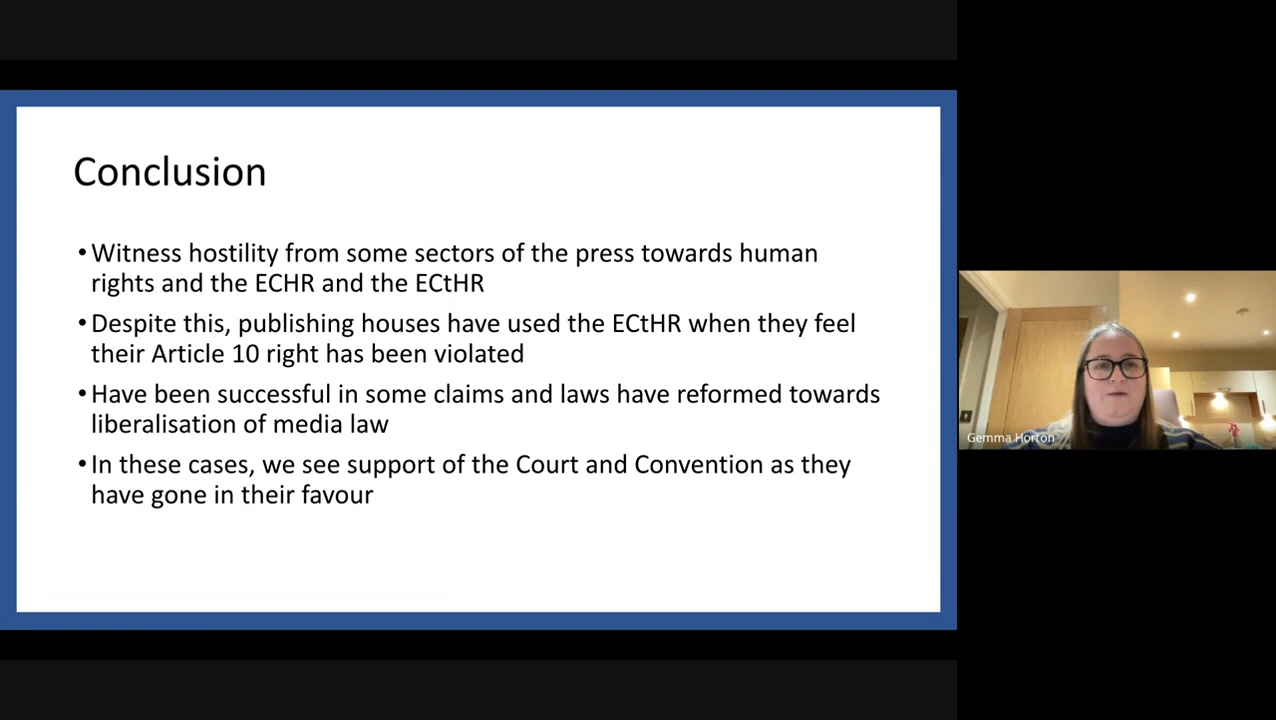 Conclusion
•Witness hostility from some sectors of the press towards human
rights and the ECHR and the ECtHR
•Despite this, publishing houses have used the ECtHR when they feel
their Article 10 right has been violated
•Have been successful in some claims and laws have reformed towards
liberalisation of media law
•In these cases, we see support of the Court and Convention as they
have gone in their favour
Gemma Horton